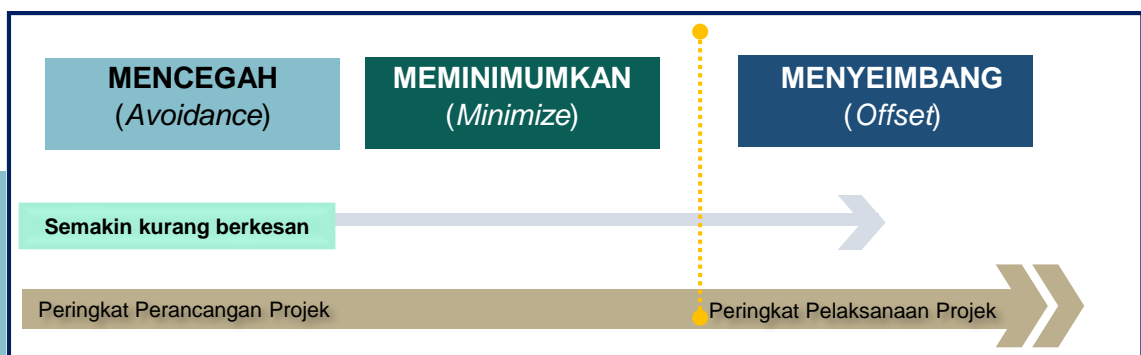 MENCEGAH
(Avoidance)
MEMINIMUMKAN
(Minimize)
MENYEIMBANG
(Offset)
Semakin kurang berkesan
Peringkat Perancangan Projek
Peringkat Pelaksanaan Projek